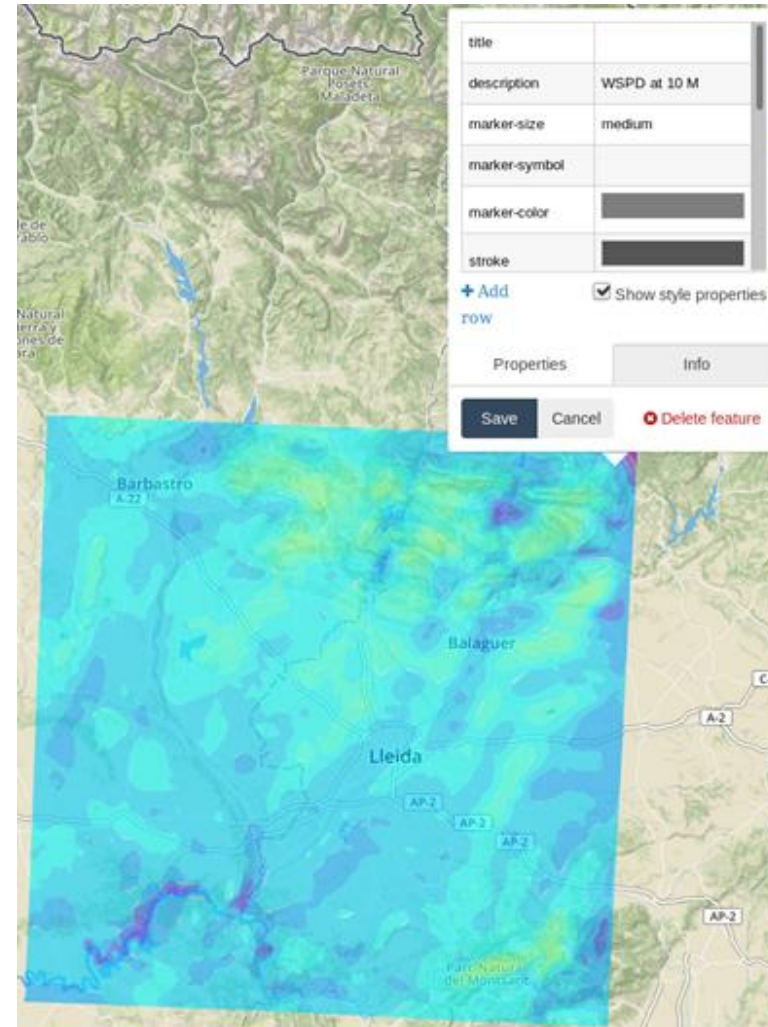 Parque Natural
Posets
Maladeta
title
description WSPD at 10 M
marker-size medium
marker-symbol
marker-color
stroke
+ Add
row
Show style properties
Properties Info
Save Cancel Delete feature
Natural
Barbastro
A-22
Balaguer
A-2
Lleida
AP-2
AP-2
AP-2
AP-2
Parc Natural
del Montsant